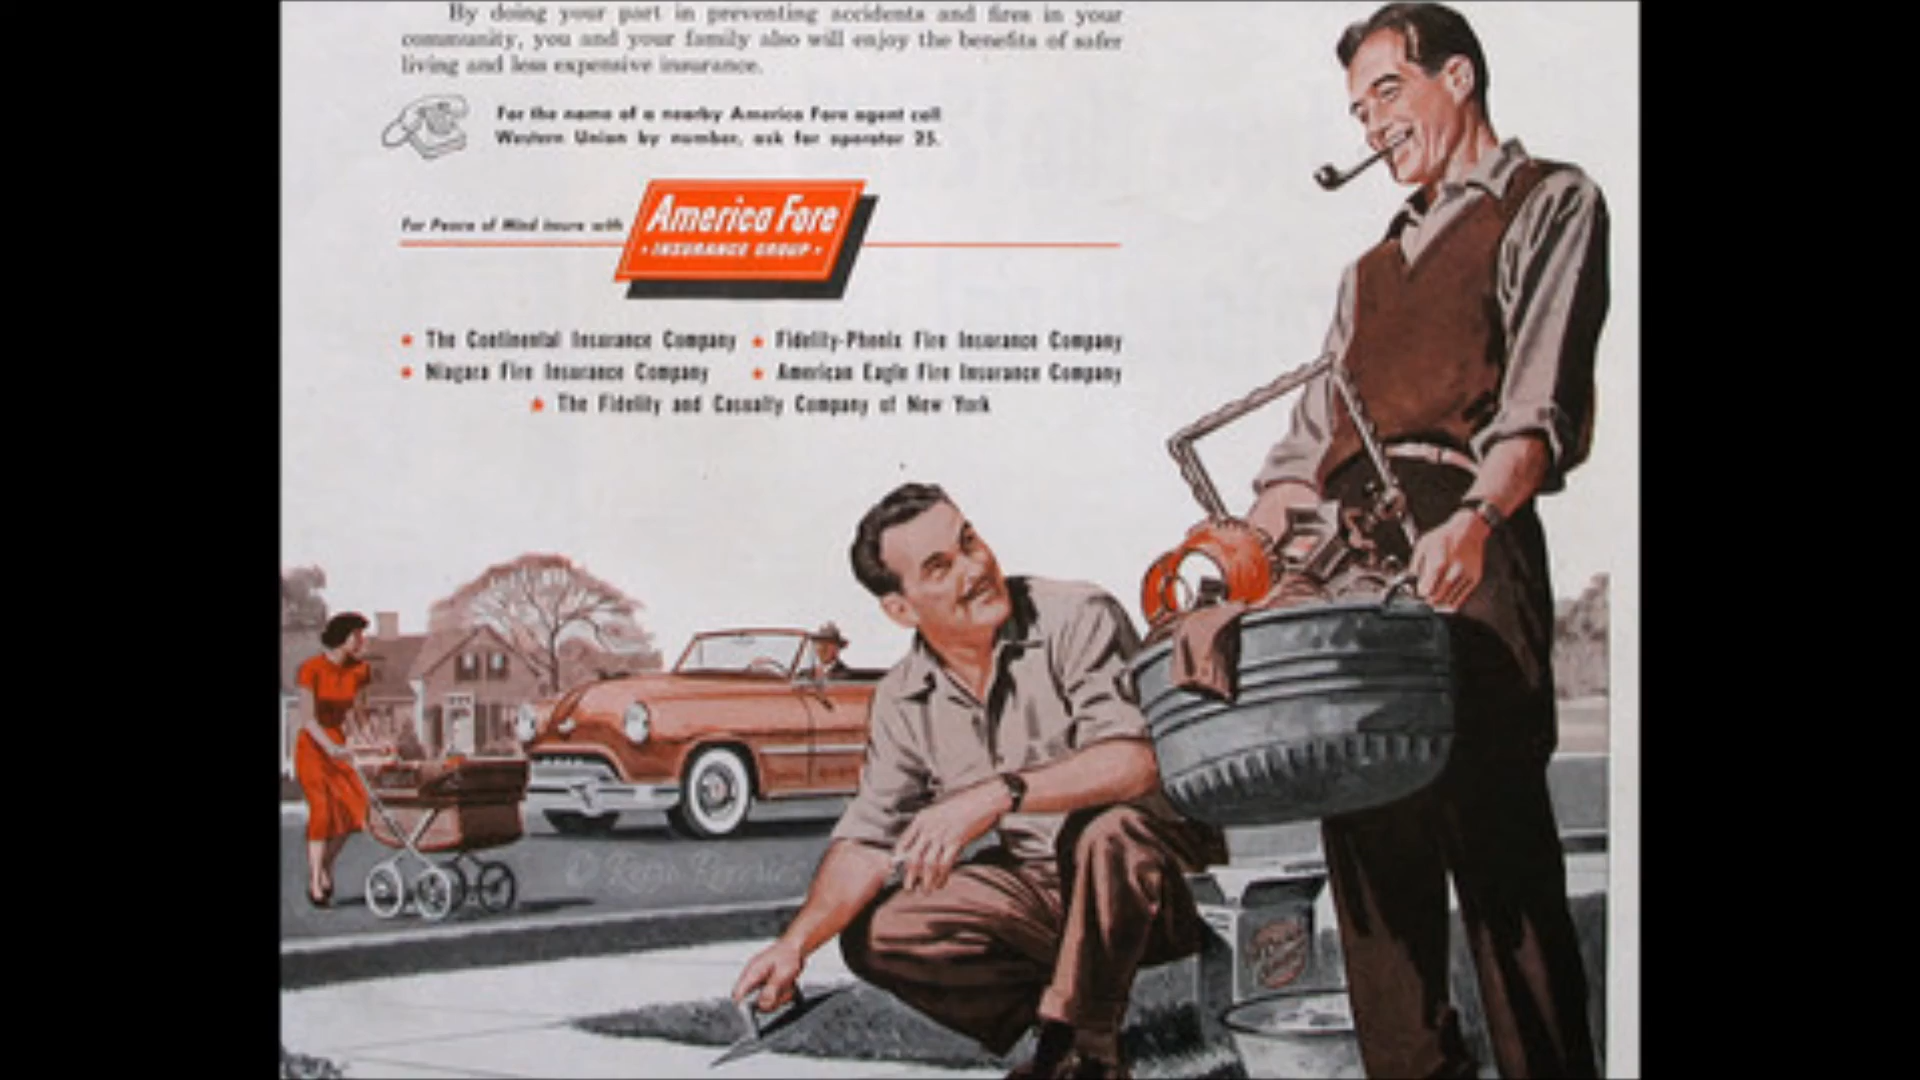 By doing your part in preventing accidents and fires in your
community, you and your family also will enjoy the benefits of safer
living and less expensive insurance.
For the name of a nearby America Fore agent call
Western Union by number, ask for operator 25.
For Peace of Mind insure with
America Fore
• INSURANCE GROUP •
★ The Continental Insurance Company ★ Fidelity-Phenix Fire Insurance Company
★ Niagara Fire Insurance Company ★ American Eagle Fire Insurance Company
★ The Fidelity and Casualty Company of New York